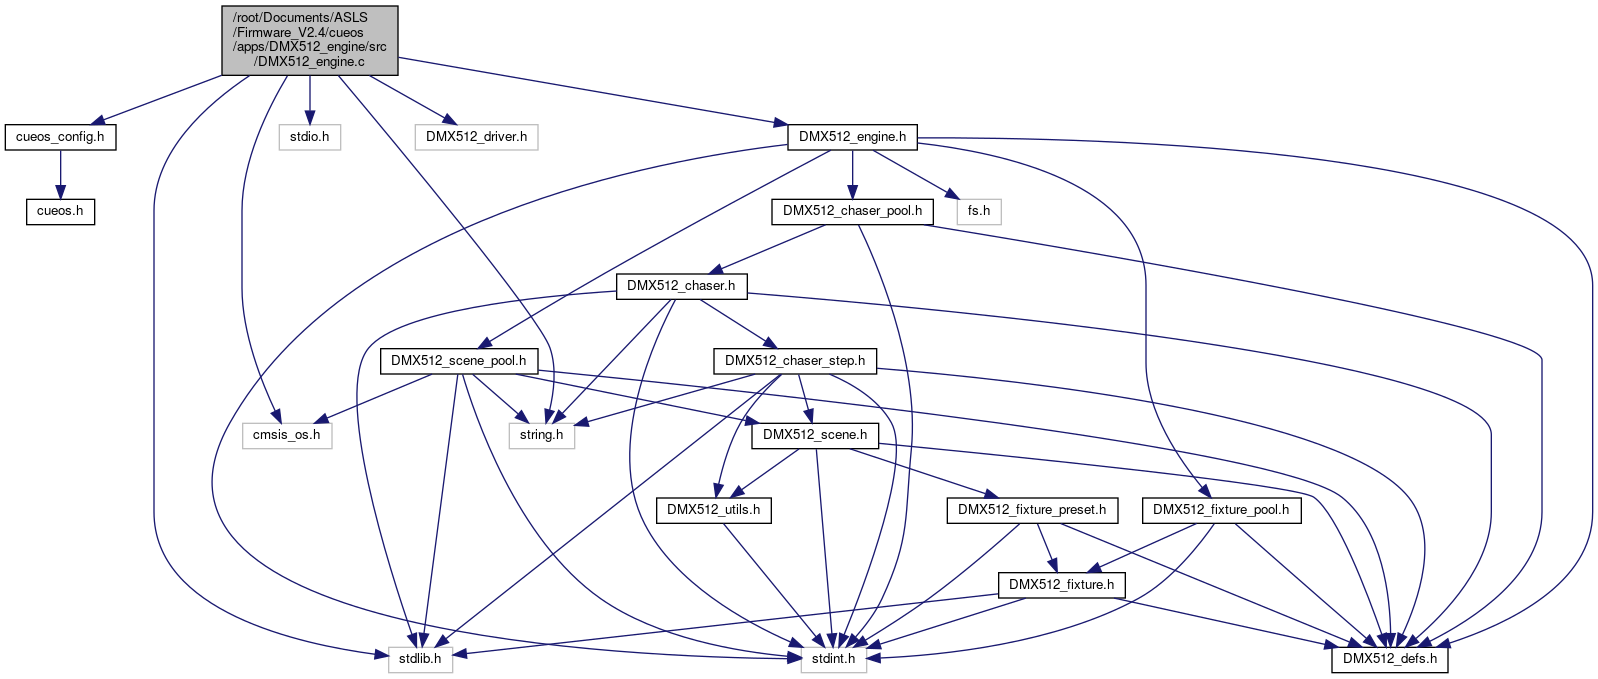 /root/Documents/ASLS
/Firmware_V2.4/cueos
/apps/DMX512_engine/src
/DMX512_engine.c
cueos_config.h
stdio.h
DMX512_driver.h
DMX512_engine.h
cueos.h
DMX512_chaser_pool.h
fs.h
DMX512_chaser.h
DMX512_scene_pool.h
DMX512_chaser_step.h
cmsis_os.h
string.h
DMX512_scene.h
DMX512_utils.h
DMX512_fixture_preset.h
DMX512_fixture_pool.h
DMX512_fixture.h
stdlib.h
stdint.h
DMX512_defs.h